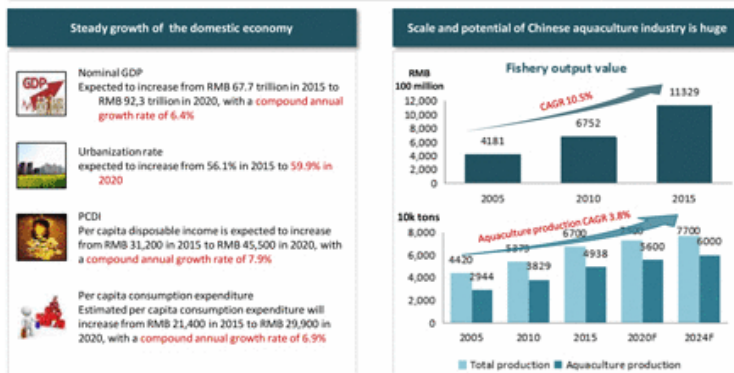 Steady growth of the domestic economy
Nominal GDP
Expected to increase from RMB 67.7 trillion in 2015 to
RMB 92,3 trillion in 2020, with a compound annual
growth rate of 6.4%
Urbanization rate
expected to increase from 56.1% in 2015 to 59.9% in
2020
PCDI
Per capita disposable income is expected to increase
from RMB 31,200 in 2015 to RMB 45,500 in 2020, with
a compound annual growth rate of 7.9%
Per capita consumption expenditure
Estimated per capita consumption expenditure will
increase from RMB 21,400 in 2015 to RMB 29,900 in
2020, with a compound annual growth rate of 6.9%
GDP
Scale and potential of Chinese aquaculture industry is huge
Fishery output value
RMB
100 million
12,000
10,000
8,000
6,000
4,000
2,000
0
CAGR 10.5%
4181
6752
11329
2005
2010
2015
10k tons
8,000
6,000
4,000
2,000
0
Aquaculture production CAGR 3.8%
4420
2944
5379
3829
6700
4938
5600
7700
6000
2005
2010
2015
2020F
2024F
Total production
Aquaculture production